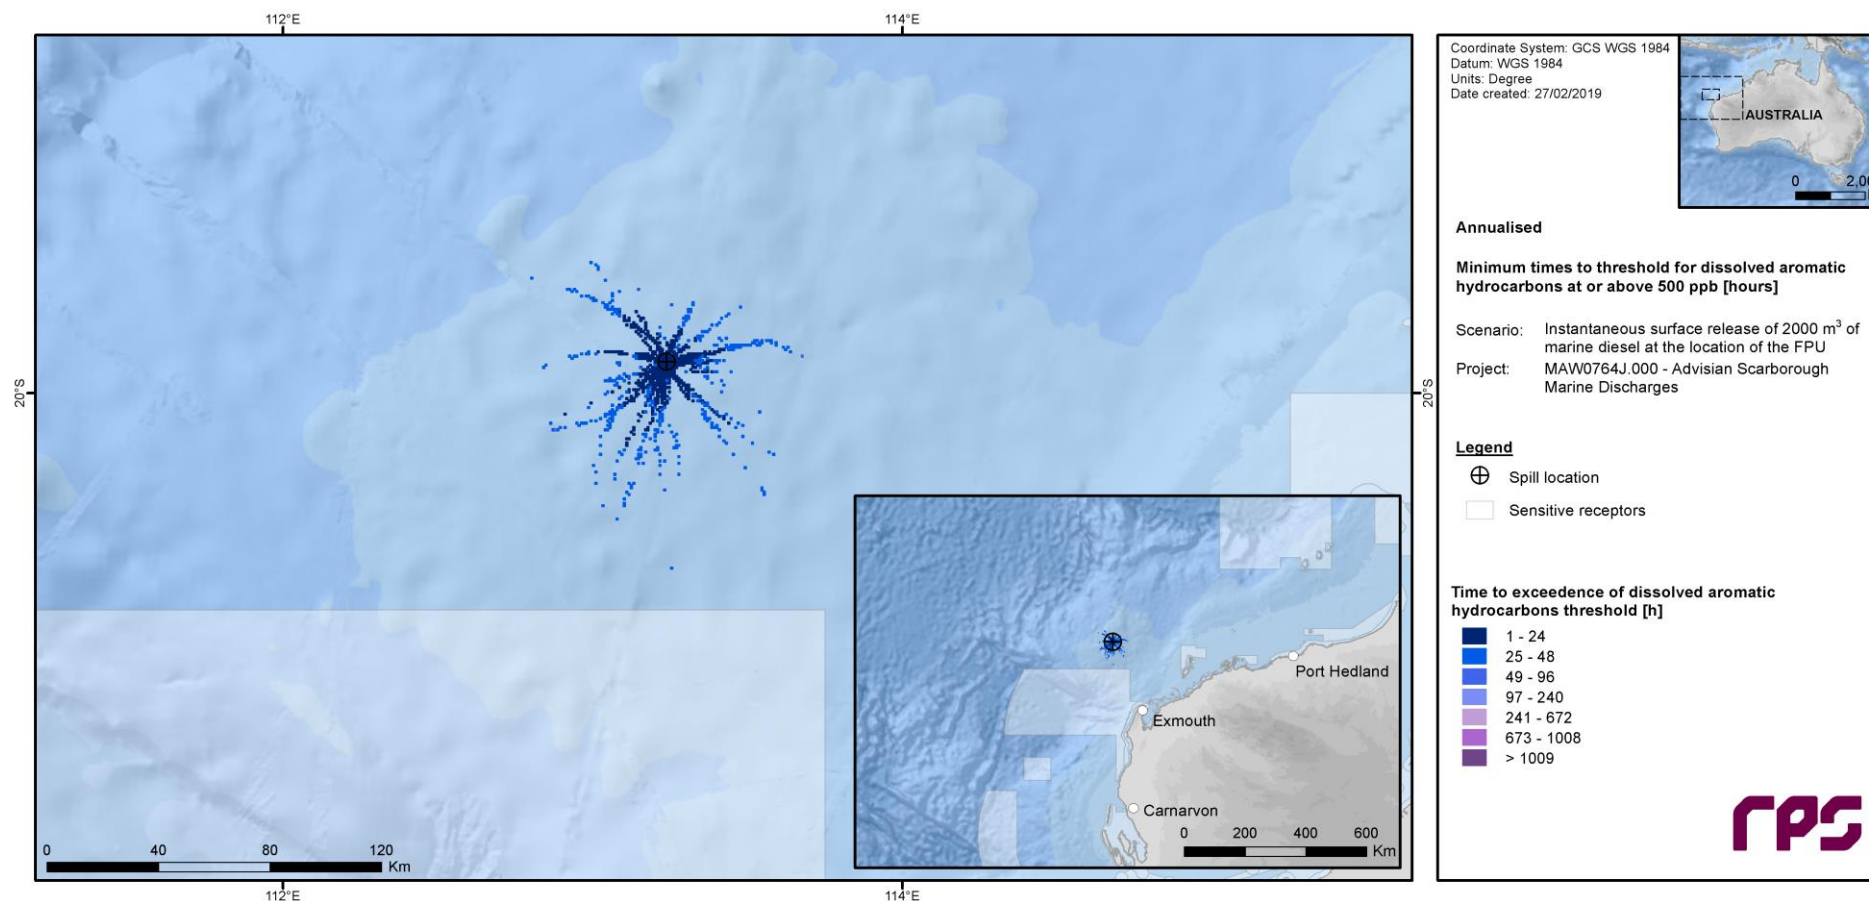 112°E
114°E
20°S
20°S
0
40
80
120
Km
112°E
114°E
Port Hedland
Exmouth
Carnarvon
0
200
400
600
Km
Coordinate System: GCS WGS 1984
Datum: WGS 1984
Units: Degree
Date created: 27/02/2019
AUSTRALIA
0
Annualised
Minimum times to threshold for dissolved aromatic
hydrocarbons at or above 500 ppb [hours]
Scenario: Instantaneous surface release of 2000 m³ of
marine diesel at the location of the FPU
Project: MAW0764J.000 - Advisian Scarborough
Marine Discharges
Legend
Spill location
Sensitive receptors
Time to exceedence of dissolved aromatic
hydrocarbons threshold [h]
1 - 24
25 - 48
49 - 96
97 - 240
241 - 672
673 - 1008
> 1009
rps